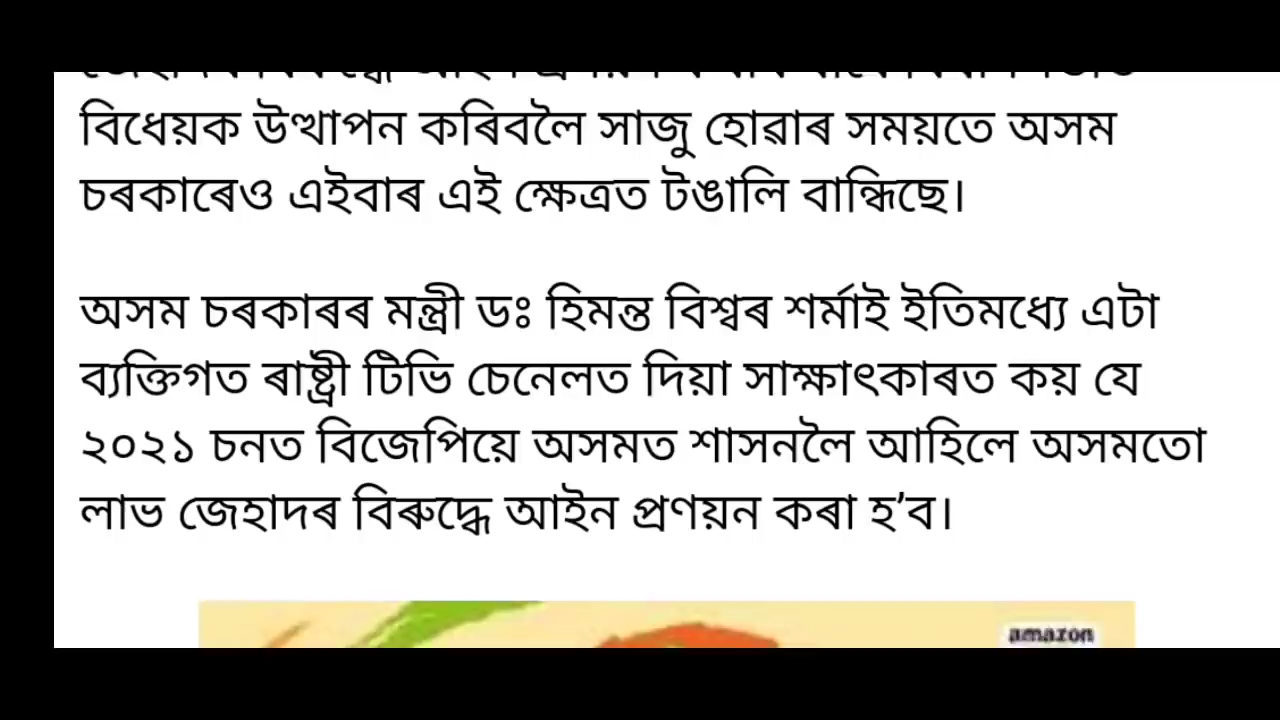 বিধেয়ক উত্থাপন কৰিবলৈ সাজু হোৱাৰ সময়তে অসম
চৰকাৰেও এইবাৰ এই ক্ষেত্ৰত টঙালি বান্ধিছে।
অসম চৰকাৰৰ মন্ত্ৰী ডঃ হিমন্ত বিশ্বৰ শৰ্মাই ইতিমধ্যে এটা
ব্যক্তিগত ৰাষ্ট্ৰী টিভি চেনেলত দিয়া সাক্ষাৎকাৰত কয় যে
২০২১ চনত বিজেপিয়ে অসমত শাসনলৈ আহিলে অসমতো
লাভ জেহাদৰ বিৰুদ্ধে আইন প্ৰণয়ন কৰা হ’ব।
amazon